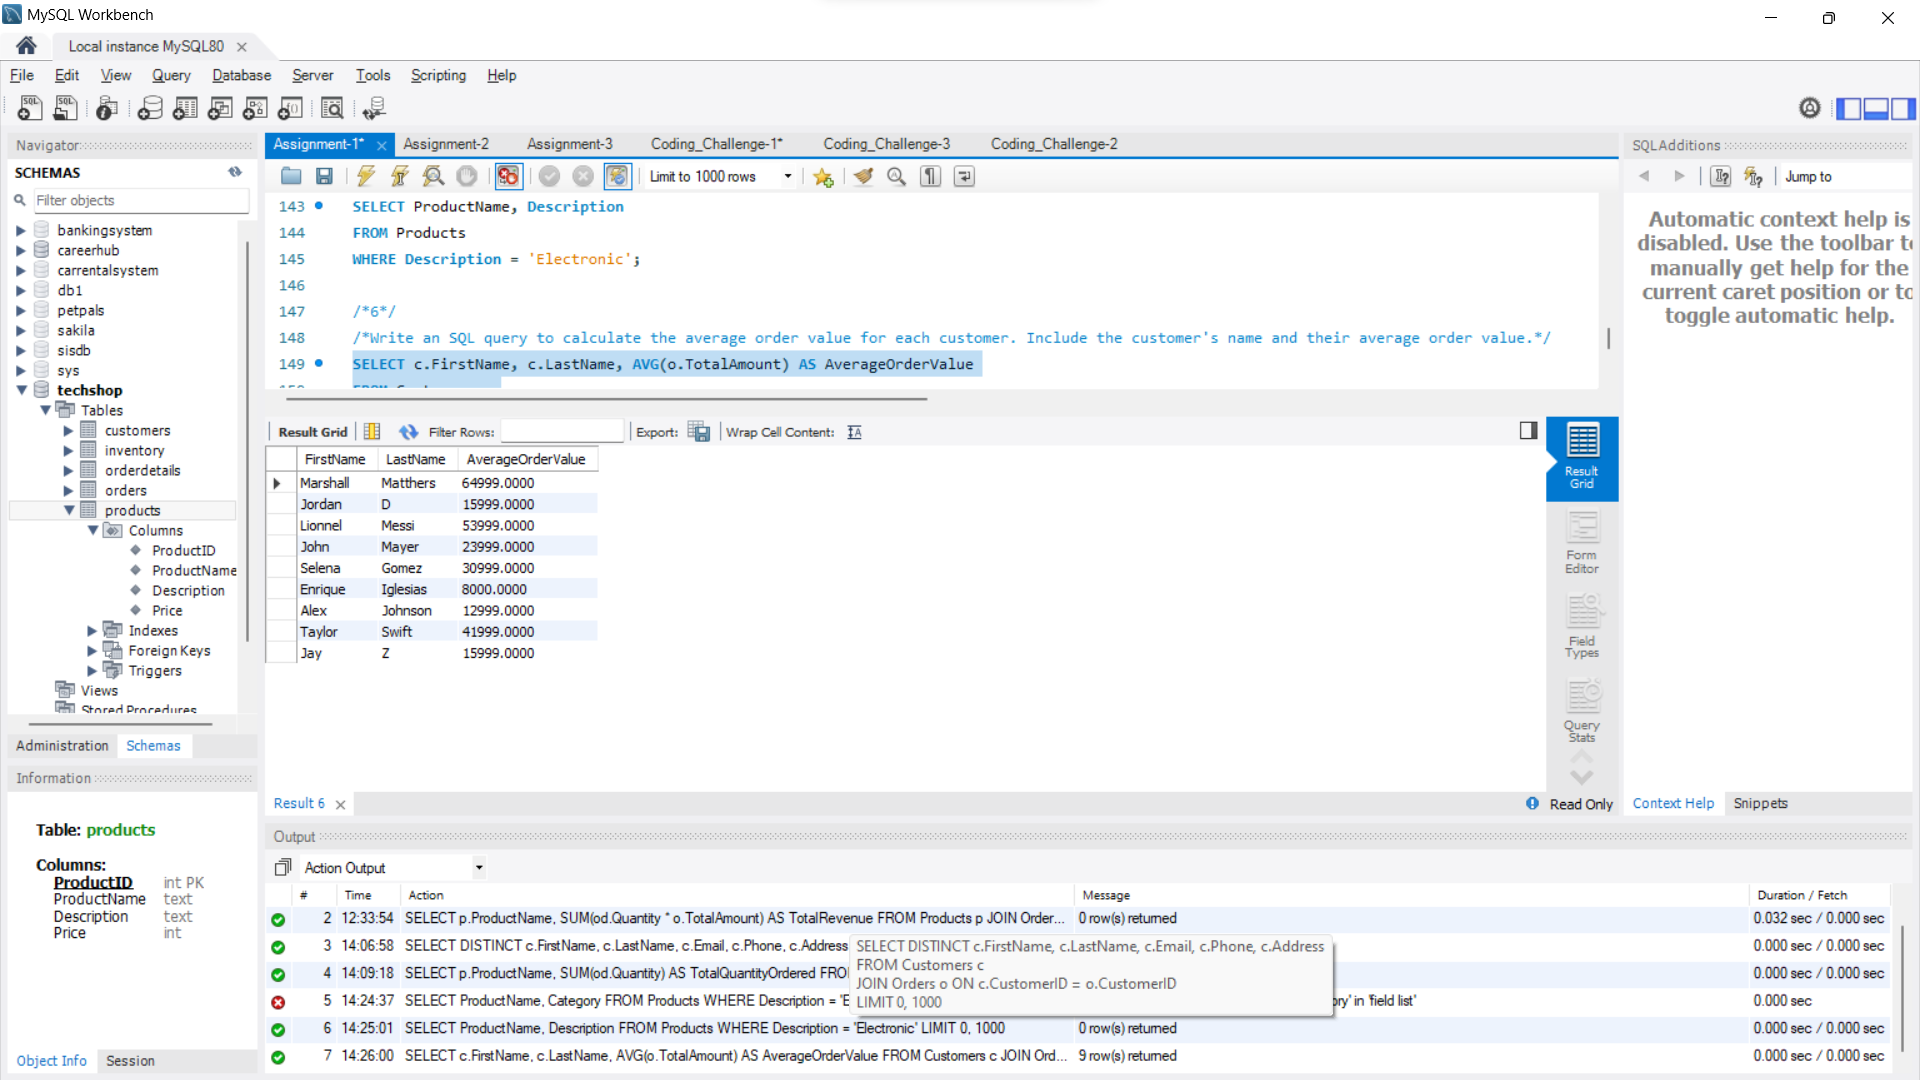 MySQL Workbench
Local instance MySQL80
File Edit View Query Database Server Tools Scripting Help
Navigator
SCHEMAS
Filter objects
bankingsystem
careerhub
carrentalsystem
db1
petpals
sakila
sisdb
sys
techshop
Tables
customers
inventory
orderdetails
orders
products
Columns
ProductID
ProductName
Description
Price
Indexes
Foreign Keys
Triggers
Views
Stored Procedures
Administration Schemas
Information
Table: products
Columns:
ProductID int PK
ProductName text
Description text
Price int
Object Info Session
Assignment-1* Assignment-2 Assignment-3 Coding_Challenge-1* Coding_Challenge-3 Coding_Challenge-2
Limit to 1000 rows
143 SELECT ProductName, Description
144 FROM Products
145 WHERE Description = 'Electronic';
146
147 /*6*/
148 /*Write an SQL query to calculate the average order value for each customer. Include the customer's name and their average order value.*/
149 SELECT c.FirstName, c.LastName, AVG(o.TotalAmount) AS AverageOrderValue
Result Grid Filter Rows: Export: Wrap Cell Content:
FirstName LastName AverageOrderValue
Marshall Matthers 64999.0000
Jordan D 15999.0000
Lionnel Messi 53999.0000
John Mayer 23999.0000
Selena Gomez 30999.0000
Enrique Iglesias 8000.0000
Alex Johnson 12999.0000
Taylor Swift 41999.0000
Jay Z 15999.0000
Result Grid
Form Editor
Field Types
Query Stats
Result 6
Read Only
SQLAdditions
Jump to
Automatic context help is
disabled. Use the toolbar to
manually get help for the
current caret position or to
toggle automatic help.
Context Help Snippets
Output
Action Output
# Time Action Message Duration / Fetch
2 12:33:54 SELECT p.ProductName, SUM(od.Quantity * o.TotalAmount) AS TotalRevenue FROM Products p JOIN Order... 0 row(s) returned 0.032 sec / 0.000 sec
3 14:06:58 SELECT DISTINCT c.FirstName, c.LastName, c.Email, c.Phone, c.Address 0.000 sec / 0.000 sec
4 14:09:18 SELECT p.ProductName, SUM(od.Quantity) AS TotalQuantityOrdered FRO 0.000 sec / 0.000 sec
5 14:24:37 SELECT ProductName, Category FROM Products WHERE Description = 'E ory' in 'field list' 0.000 sec
6 14:25:01 SELECT ProductName, Description FROM Products WHERE Description = 'Electronic' LIMIT 0, 1000 0 row(s) returned 0.000 sec / 0.000 sec
7 14:26:00 SELECT c.FirstName, c.LastName, AVG(o.TotalAmount) AS AverageOrderValue FROM Customers c JOIN Ord... 9 row(s) returned 0.000 sec / 0.000 sec
SELECT DISTINCT c.FirstName, c.LastName, c.Email, c.Phone, c.Address
FROM Customers c
JOIN Orders o ON c.CustomerID = o.CustomerID
LIMIT 0, 1000